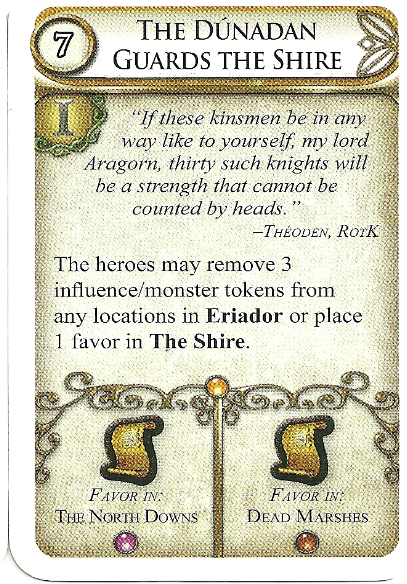 7
THE DÚNADAN
GUARDS THE SHIRE
I
"If these kinsmen be in any
way like to yourself, my lord
Aragorn, thirty such knights will
be a strength that cannot be
counted by heads."
–THÉODEN, ROTK
The heroes may remove 3
influence/monster tokens from
any locations in Eriador or place
1 favor in The Shire.
FAVOR IN:
THE NORTH DOWNS
FAVOR IN:
DEAD MARSHES